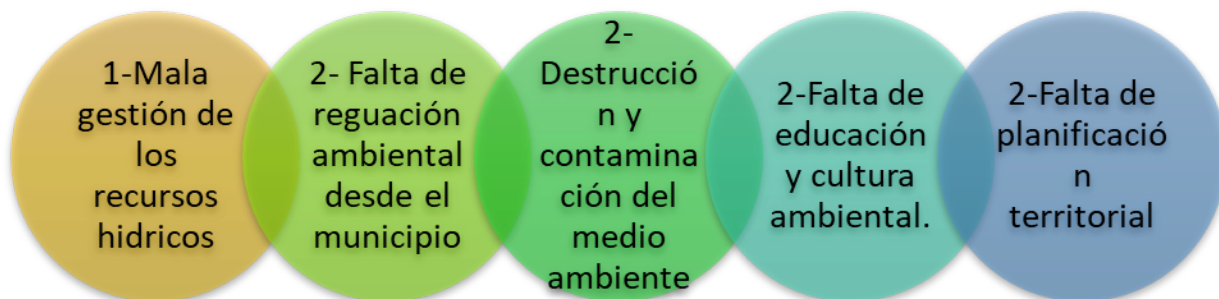 1-Mala
gestión de
los
recursos
hidricos
2- Falta de
reguación
ambiental
desde el
municipio
2-
Destrucció
n y
contamina
ción del
medio
ambiente
2-Falta de
educación
y cultura
ambiental.
2-Falta de
planificació
n
territorial